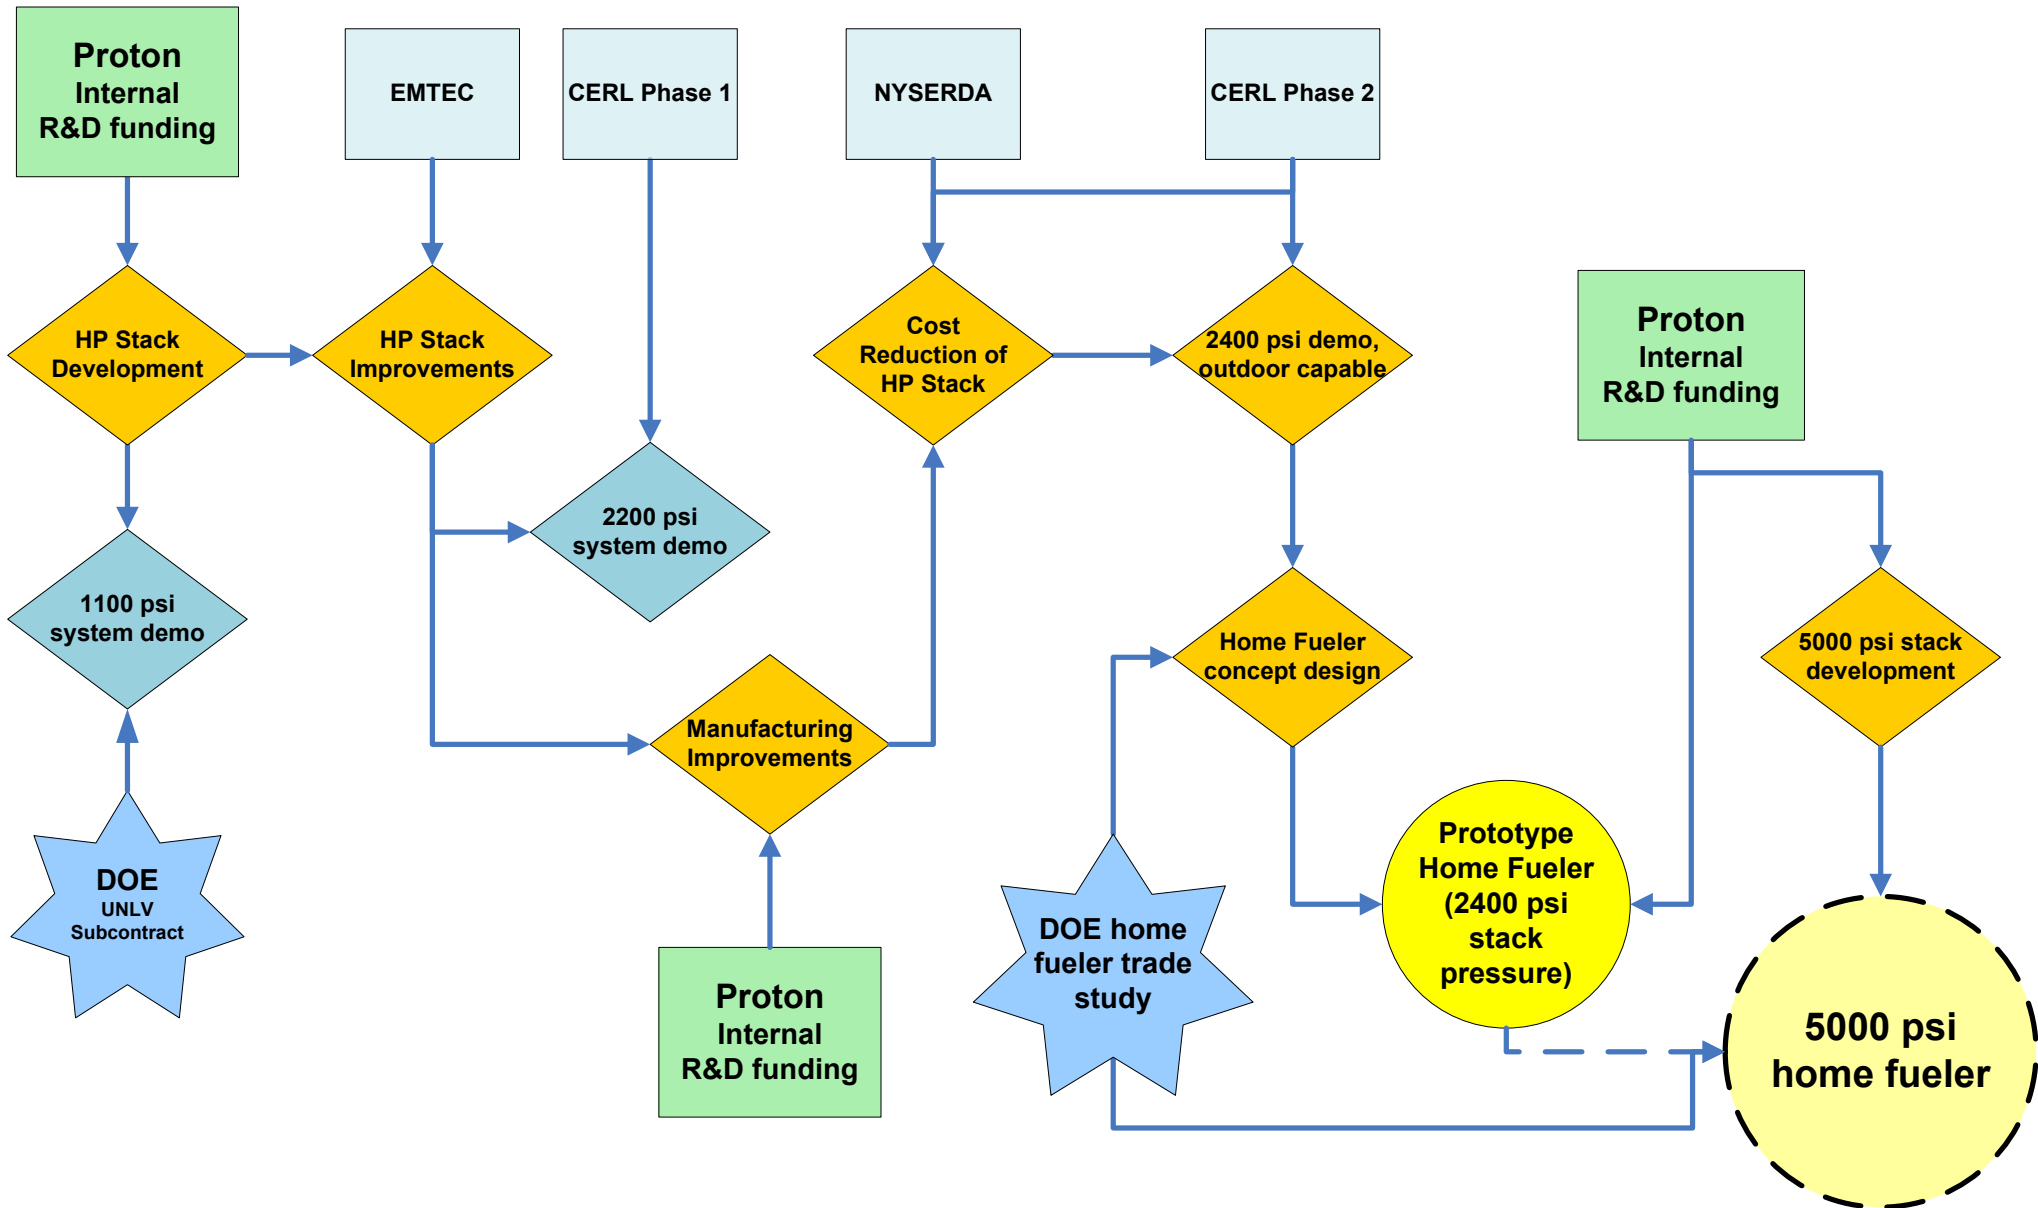 Proton
Internal
R&D funding
EMTEC
CERL Phase 1
NYSERDA
CERL Phase 2
HP Stack
Development
HP Stack
Improvements
Cost
Reduction of
HP Stack
2400 psi demo,
outdoor capable
Proton
Internal
R&D funding
2200 psi
system demo
1100 psi
system demo
Home Fueler
concept design
5000 psi stack
development
Manufacturing
Improvements
DOE
UNLV
Subcontract
Prototype
Home Fueler
(2400 psi
stack
pressure)
DOE home
fueler trade
study
Proton
Internal
R&D funding
5000 psi
home fueler